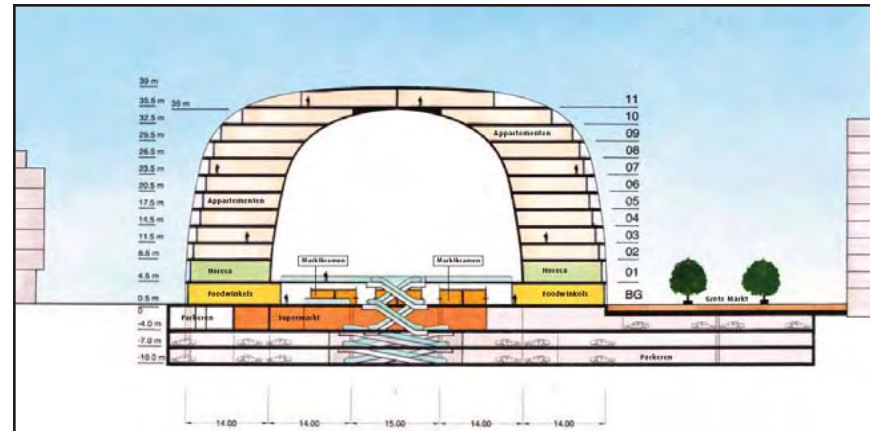 39 m
35.5 m
35 m
32.5 m
29.5 m
26.5 m
23.5 m
20.5 m
17.5 m
14.5 m
11.5 m
8.5 m
4.5 m
0.5 m
0
-4.0 m
-7.0 m
-10.0 m
11
10
09
08
07
06
05
04
03
02
01
BG
Appartementen
Appartementen
Horeca
Marktkramen
Marktkramen
Horeca
Foodwinkels
Foodwinkels
Grote Markt
Parkeren
Supermarkt
Parkeren
14.00
14.00
15.00
14.00
14.00